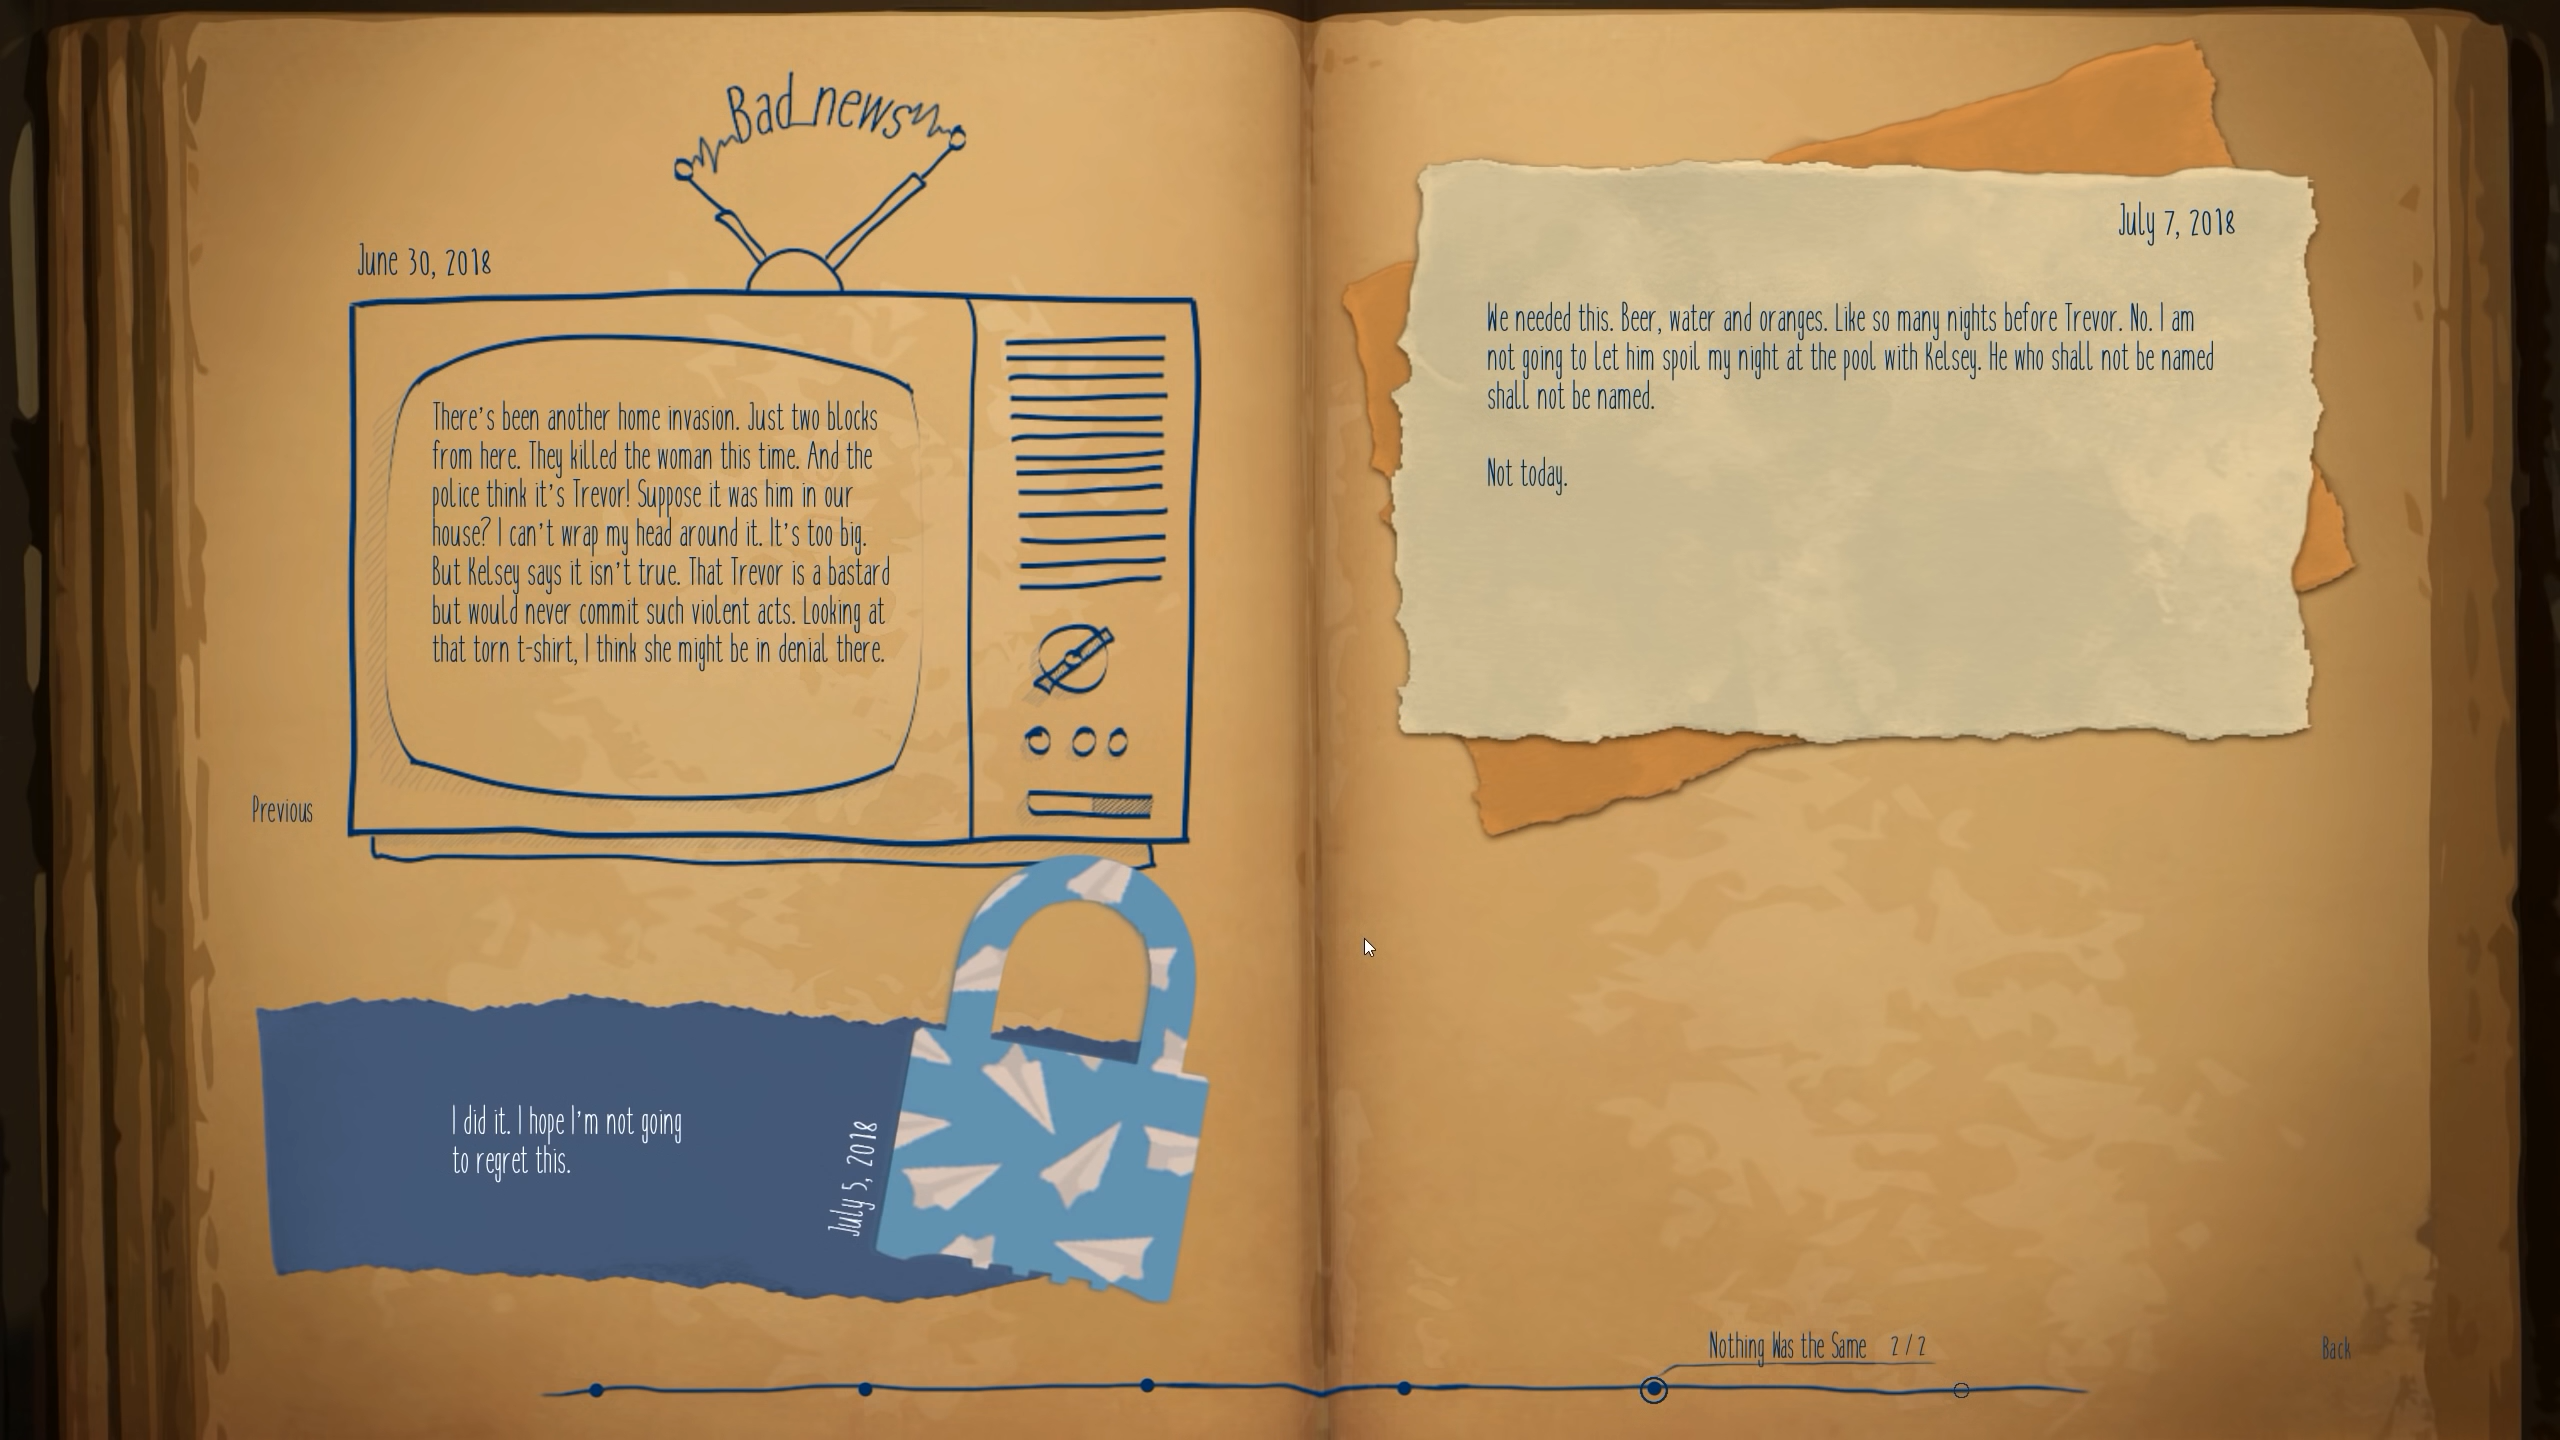 Bad news
June 30, 2018
There's been another home invasion. Just two blocks
from here. They killed the woman this time. And the
police think it's Trevor! Suppose it was him in our
house? I can't wrap my head around it. It's too big.
But Kelsey says it isn't true. That Trevor is a bastard
but would never commit such violent acts. Looking at
that torn t-shirt, I think she might be in denial there.
Previous
I did it. I hope I'm not going
to regret this.
July 5, 2018
July 7, 2018
We needed this. Beer, water and oranges. Like so many nights before Trevor. No. I am
not going to let him spoil my night at the pool with Kelsey. He who shall not be named
shall not be named.
Not today.
Nothing Was the Same 2 / 2
Back